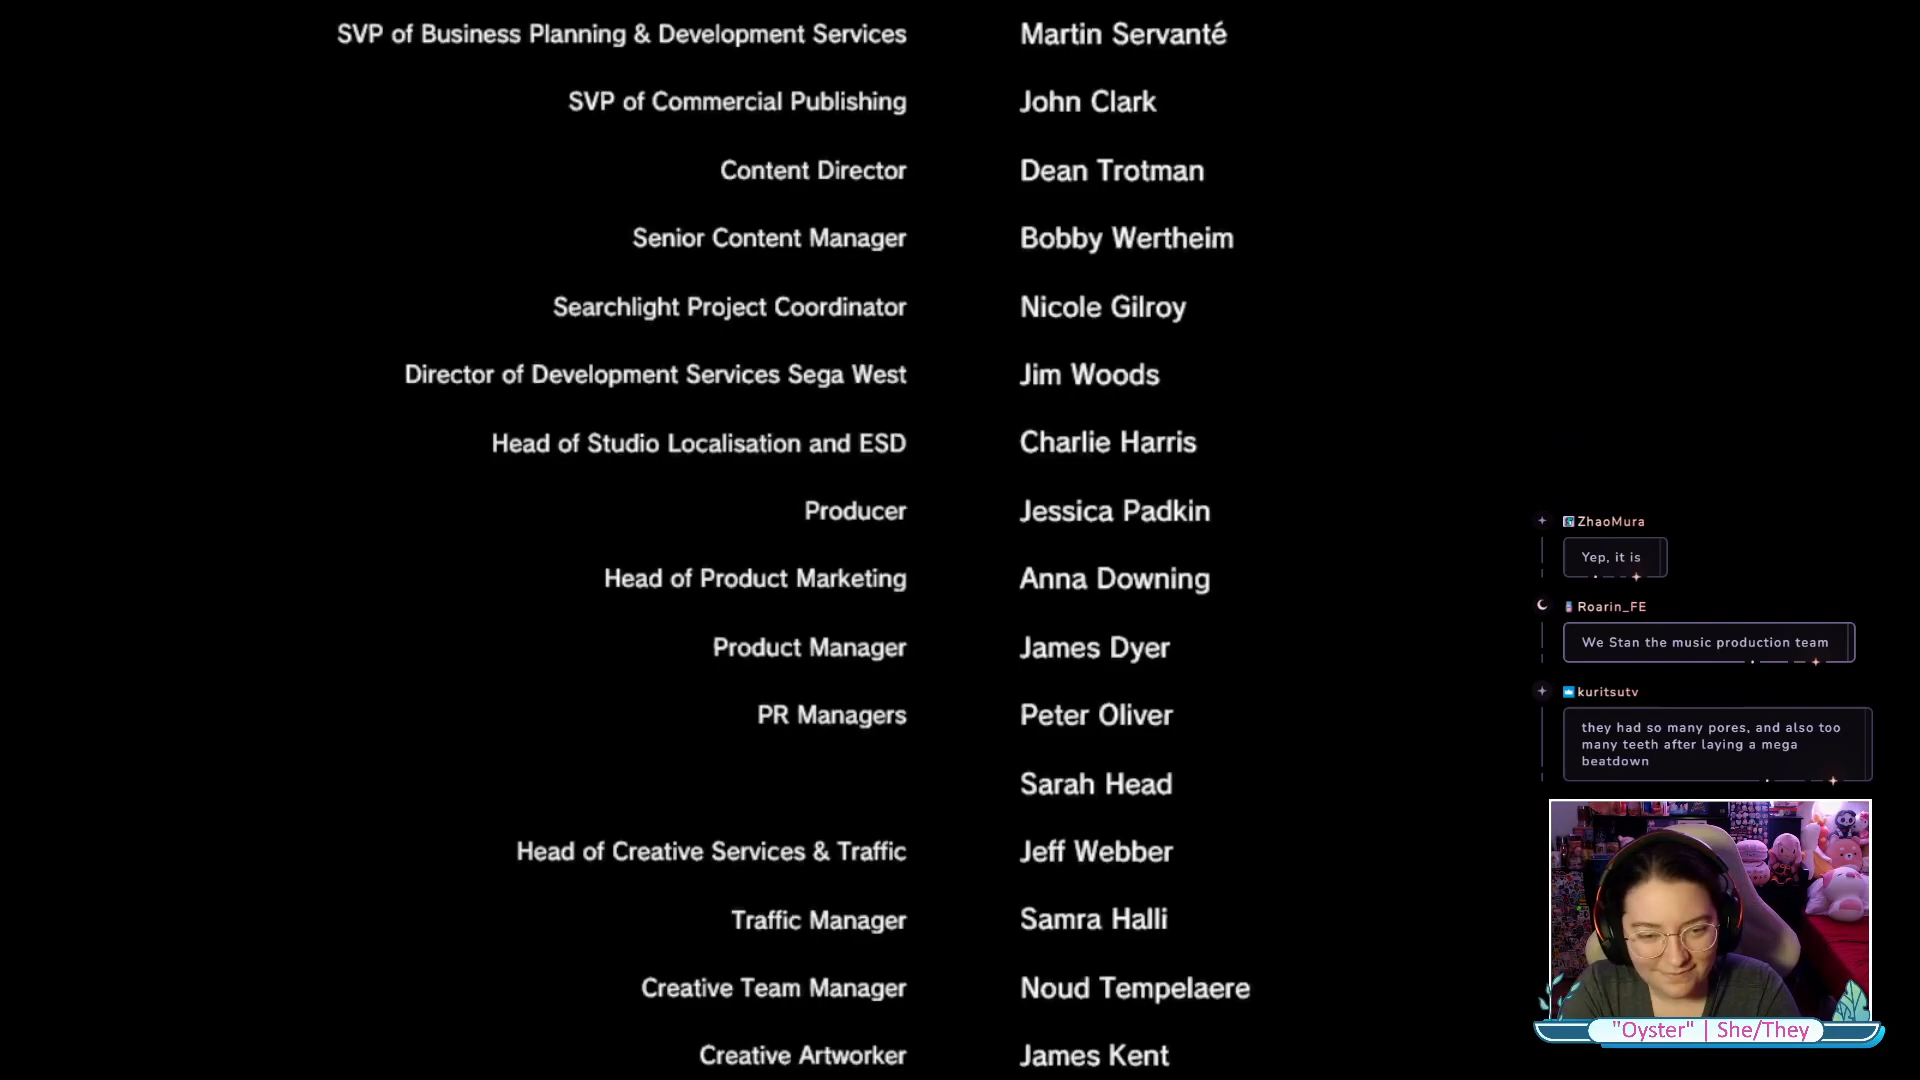 SVP of Business Planning & Development Services Martin Servanté
SVP of Commercial Publishing John Clark
Content Director Dean Trotman
Senior Content Manager Bobby Wertheim
Searchlight Project Coordinator Nicole Gilroy
Director of Development Services Sega West Jim Woods
Head of Studio Localisation and ESD Charlie Harris
Producer Jessica Padkin
Head of Product Marketing Anna Downing
Product Manager James Dyer
PR Managers Peter Oliver
Sarah Head
Head of Creative Services & Traffic Jeff Webber
Traffic Manager Samra Halli
Creative Team Manager Noud Tempelaere
Creative Artworker James Kent
ZhaoMura
Yep, it is
Roarin_FE
We Stan the music production team
kuritsutv
they had so many pores, and also too
many teeth after laying a mega
beatdown
"Oyster" | She/They